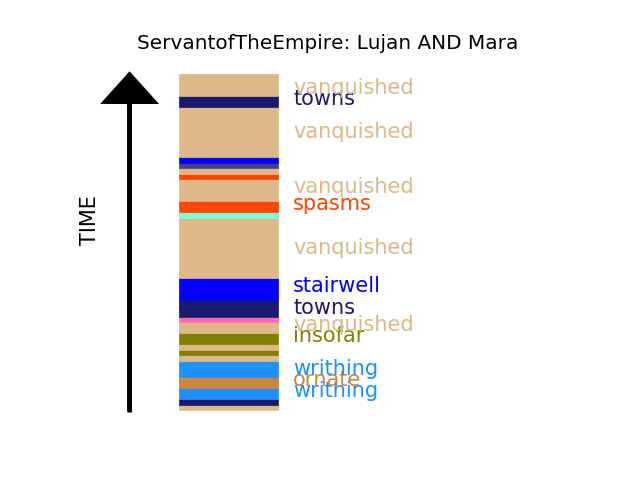 ServantofTheEmpire: Lujan AND Mara
vanquished
towns
vanquished
vanquished
spasms
vanquished
stairwell
towns
vanquished
insofar
writhing
ornate
writhing
TIME